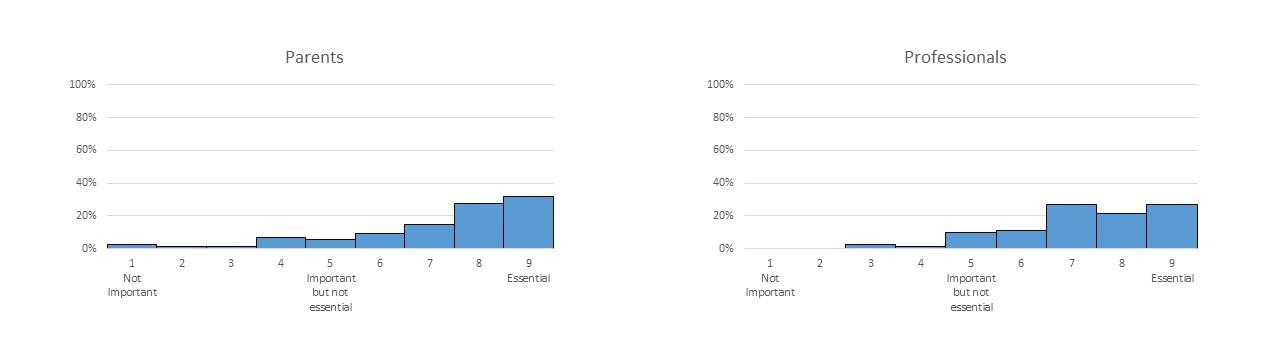 Parents
100%
80%
60%
40%
20%
0%
1 2 3 4 5 6 7 8 9
Not Important Essential
Important but not
essential
Professionals
100%
80%
60%
40%
20%
0%
1 2 3 4 5 6 7 8 9
Not Important Essential
Important but not
essential